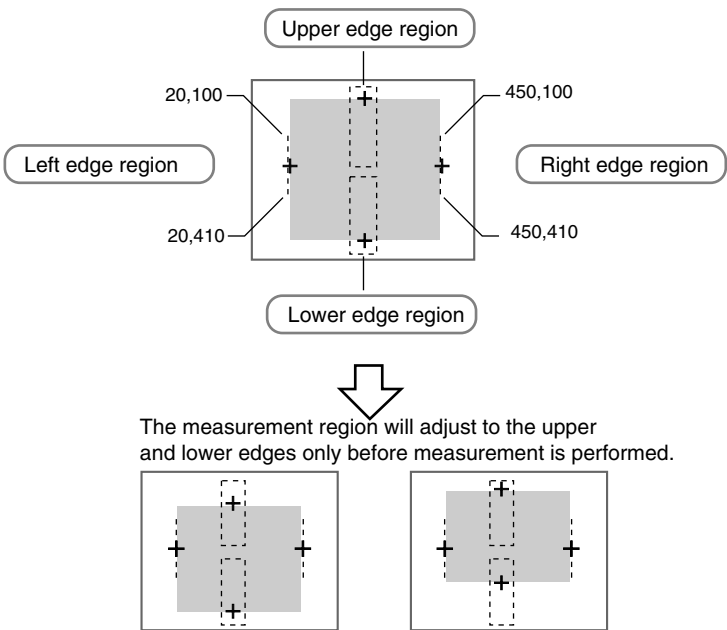 Upper edge region
20,100
450,100
Left edge region
Right edge region
20,410
450,410
Lower edge region
The measurement region will adjust to the upper
and lower edges only before measurement is performed.